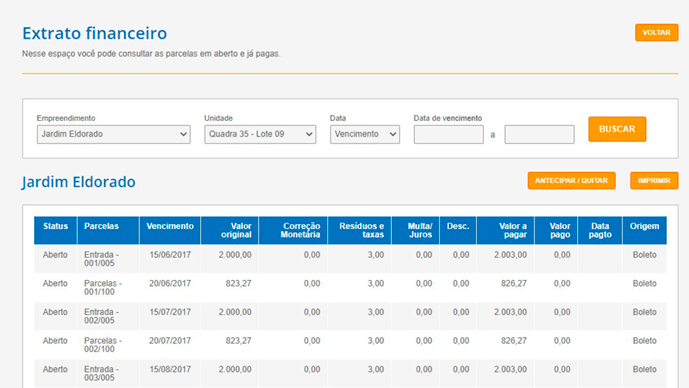 Extrato financeiro
VOLTAR
Nesse espaço você pode consultar as parcelas em aberto e já pagas.
Empreendimento Unidade Data Data de vencimento
Jardim Eldorado Quadra 35 - Lote 09 Vencimento a BUSCAR
Jardim Eldorado ANTECIPAR / QUITAR IMPRIMIR
Status Parcelas Vencimento Valor original Correção Monetária Resíduos e taxas Multa/ Juros Desc. Valor a pagar Valor pago Data pagto Origem
Aberto Entrada - 001/005 15/06/2017 2.000,00 0,00 3,00 0,00 0,00 2.003,00 0,00 Boleto
Aberto Parcelas - 001/100 20/06/2017 823,27 0,00 3,00 0,00 0,00 826,27 0,00 Boleto
Aberto Entrada - 002/005 15/07/2017 2.000,00 0,00 3,00 0,00 0,00 2.003,00 0,00 Boleto
Aberto Parcelas - 002/100 20/07/2017 823,27 0,00 3,00 0,00 0,00 826,27 0,00 Boleto
Aberto Entrada - 003/005 15/08/2017 2.000,00 0,00 3,00 0,00 0,00 2.003,00 0,00 Boleto